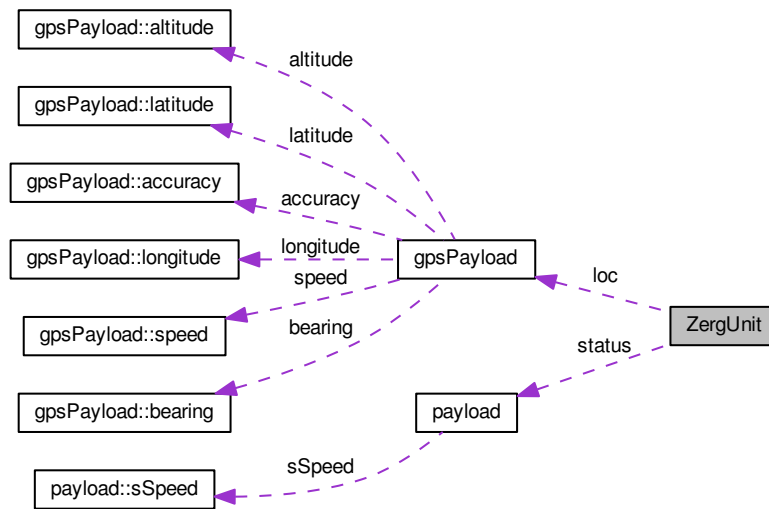 gpsPayload::altitude
altitude
gpsPayload::latitude
latitude
gpsPayload::accuracy
accuracy
gpsPayload::longitude
longitude
gpsPayload
loc
speed
gpsPayload::speed
ZergUnit
bearing
status
gpsPayload::bearing
payload
sSpeed
payload::sSpeed